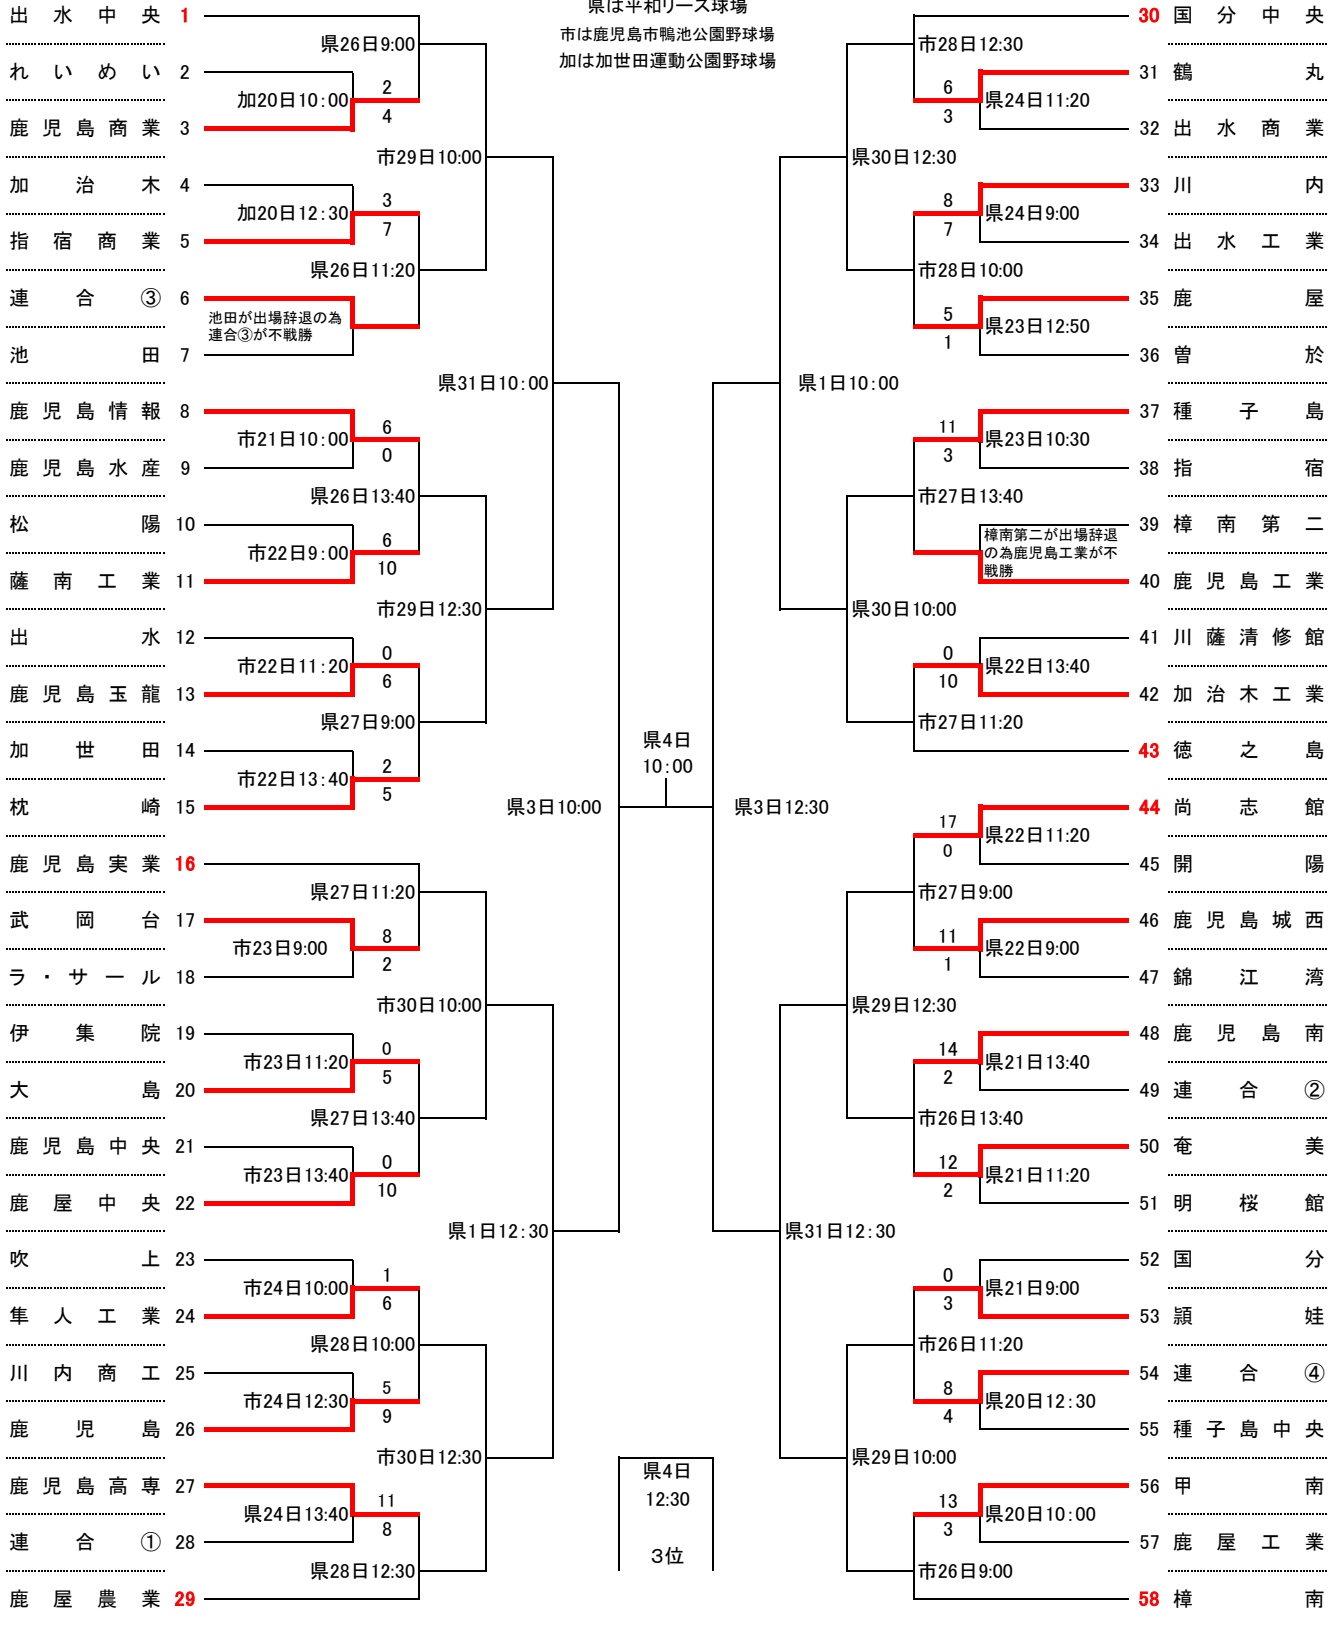 県は平和リース球場
市は鹿児島市鴨池公園野球場
加は加世田運動公園野球場
出水中央 1
県26日9:00
れいめい 2
加20日10:00
2
4
鹿児島商業 3
市29日10:00
加治木 4
加20日12:30
3
7
指宿商業 5
県26日11:20
連合③ 6
池田が出場辞退の為
連合③が不戦勝
池田 7
県31日10:00
鹿児島情報 8
市21日10:00
6
0
鹿児島水産 9
県26日13:40
松陽 10
市22日9:00
6
10
薩南工業 11
市29日12:30
出水 12
市22日11:20
0
6
鹿児島玉龍 13
県27日9:00
加世田 14
市22日13:40
2
5
枕崎 15
県3日10:00
鹿児島実業 16
県27日11:20
武岡台 17
市23日9:00
8
2
ラ・サール 18
市30日10:00
伊集院 19
市23日11:20
0
5
大島 20
県27日13:40
鹿児島中央 21
市23日13:40
0
10
鹿屋中央 22
県1日12:30
吹上 23
市24日10:00
1
6
隼人工業 24
県28日10:00
川内商工 25
市24日12:30
5
9
鹿児島 26
市30日12:30
鹿児島高専 27
県24日13:40
11
8
連合① 28
県28日12:30
鹿屋農業 29
県4日
10:00
県4日
12:30
3位
30 国分中央
市28日12:30
31 鶴丸
6
3
県24日11:20
32 出水商業
県30日12:30
33 川内
8
7
県24日9:00
34 出水工業
市28日10:00
35 鹿屋
5
1
県23日12:50
36 曽於
県1日10:00
37 種子島
11
3
県23日10:30
38 指宿
市27日13:40
39 樟南第二
樟南第二が出場辞退
の為鹿児島工業が不
戦勝
40 鹿児島工業
県30日10:00
41 川薩清修館
0
10
県22日13:40
42 加治木工業
市27日11:20
43 徳之島
県3日12:30
44 尚志館
17
0
県22日11:20
45 開陽
市27日9:00
46 鹿児島城西
11
1
県22日9:00
47 錦江湾
県29日12:30
48 鹿児島南
14
2
県21日13:40
49 連合②
市26日13:40
50 奄美
12
2
県21日11:20
51 明桜館
県31日12:30
52 国分
0
3
県21日9:00
53 頴娃
市26日11:20
54 連合④
8
4
県20日12:30
55 種子島中央
県29日10:00
56 甲南
13
3
県20日10:00
57 鹿屋工業
市26日9:00
58 樟南